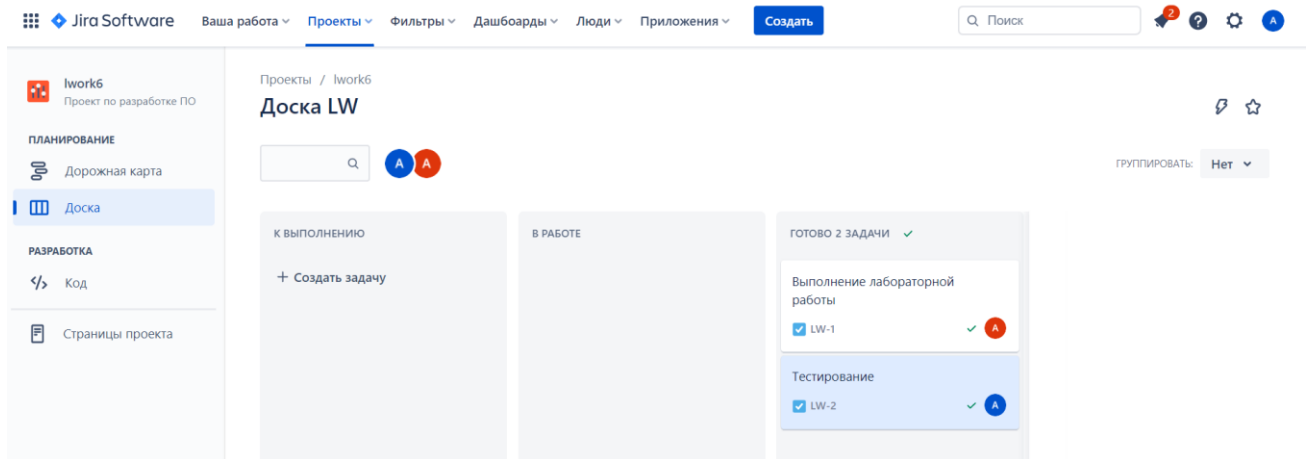 Jira Software Ваша работа Проекты Фильтры Дашбоарды Люди Приложения Создать Поиск 2 А
lwork6
Проект по разработке ПО
ПЛАНИРОВАНИЕ
Дорожная карта
Доска
РАЗРАБОТКА
Код
Страницы проекта
Проекты / lwork6
Доска LW
А А
ГРУППИРОВАТЬ: Нет
К ВЫПОЛНЕНИЮ
+ Создать задачу
В РАБОТЕ
ГОТОВО 2 ЗАДАЧИ
Выполнение лабораторной
работы
LW-1 А
Тестирование
LW-2 А